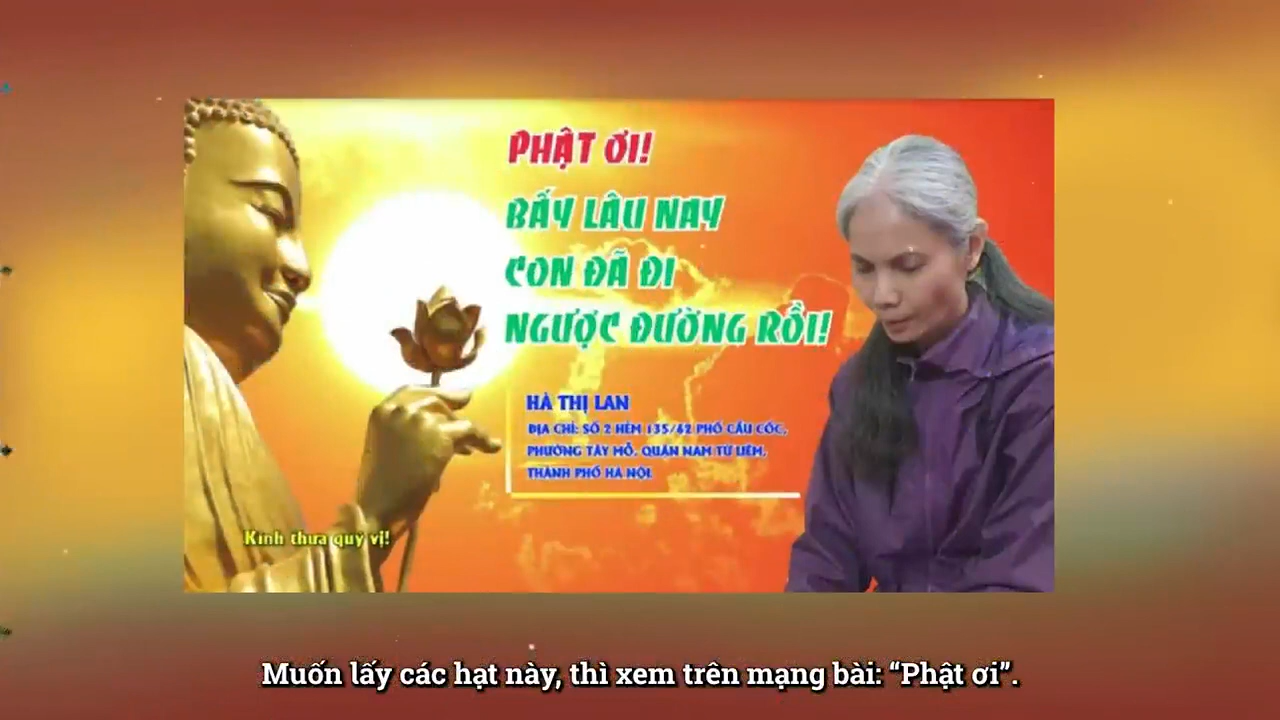 PHẬT ƠI!
BẤY LÂU NAY
CON ĐÃ ĐI
NGƯỢC ĐƯỜNG RỒI!
HÀ THỊ LAN
ĐỊA CHỈ: SỐ 2 HẺM 135/42 PHỐ CẦU CỐC,
PHƯỜNG TÂY MỖ, QUẬN NAM TỪ LIÊM,
THÀNH PHỐ HÀ NỘI.
Kính thưa quý vị!
Muốn lấy các hạt này, thì xem trên mạng bài: “Phật ơi”.